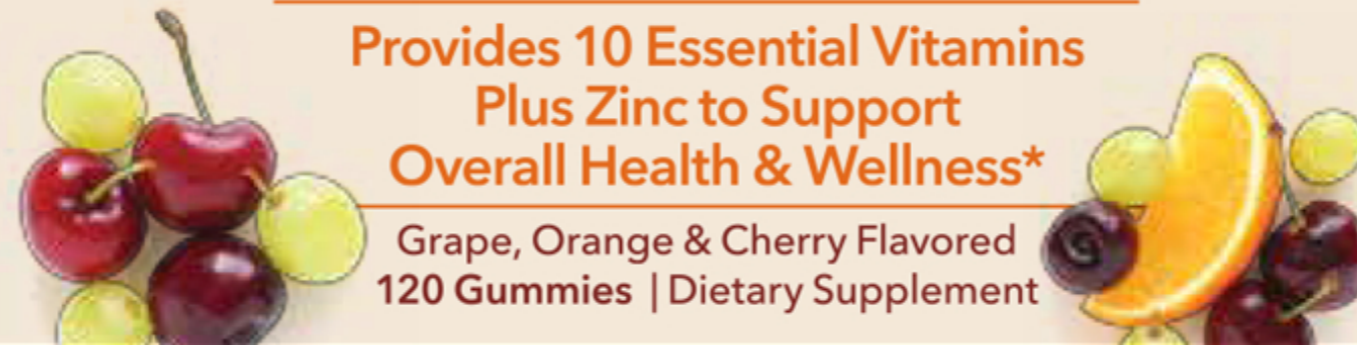 Provides 10 Essential Vitamins
Plus Zinc to Support
Overall Health & Wellness*
Grape, Orange & Cherry Flavored
120 Gummies | Dietary Supplement